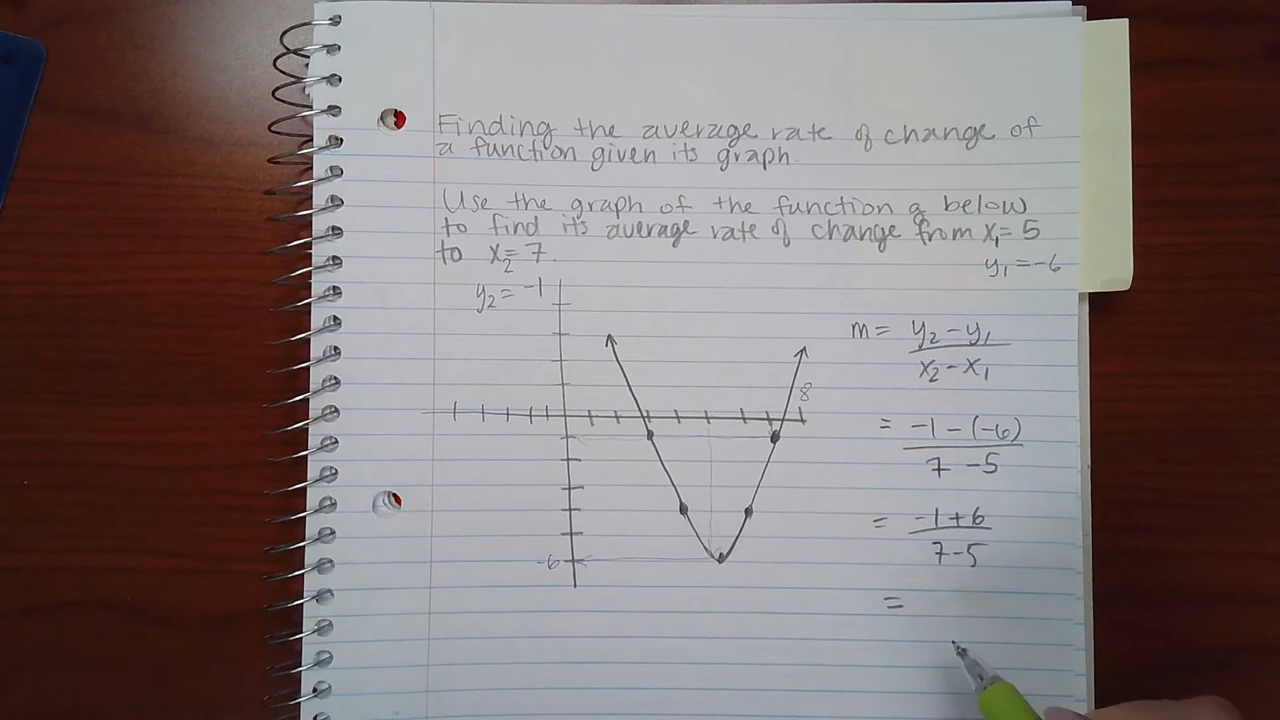 Finding the average rate of change of
a function given its graph.
Use the graph of the function g below
to find its average rate of change from x₁= 5
to x₂= 7.
y₁ = -6
y₂ = -1
m = y₂ - y₁
x₂ - x₁
8
= -1 - (-6)
7 - 5
= -1 + 6
7 - 5
-6
=